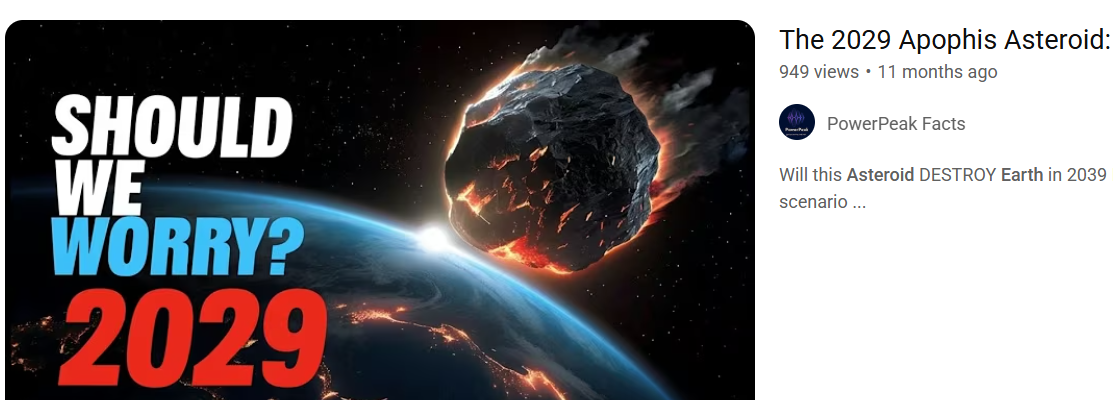 SHOULD
WE
WORRY?
2029
The 2029 Apophis Asteroid:
949 views • 11 months ago
PowerPeak
PowerPeak Facts
Will this Asteroid DESTROY Earth in 2039
scenario ...